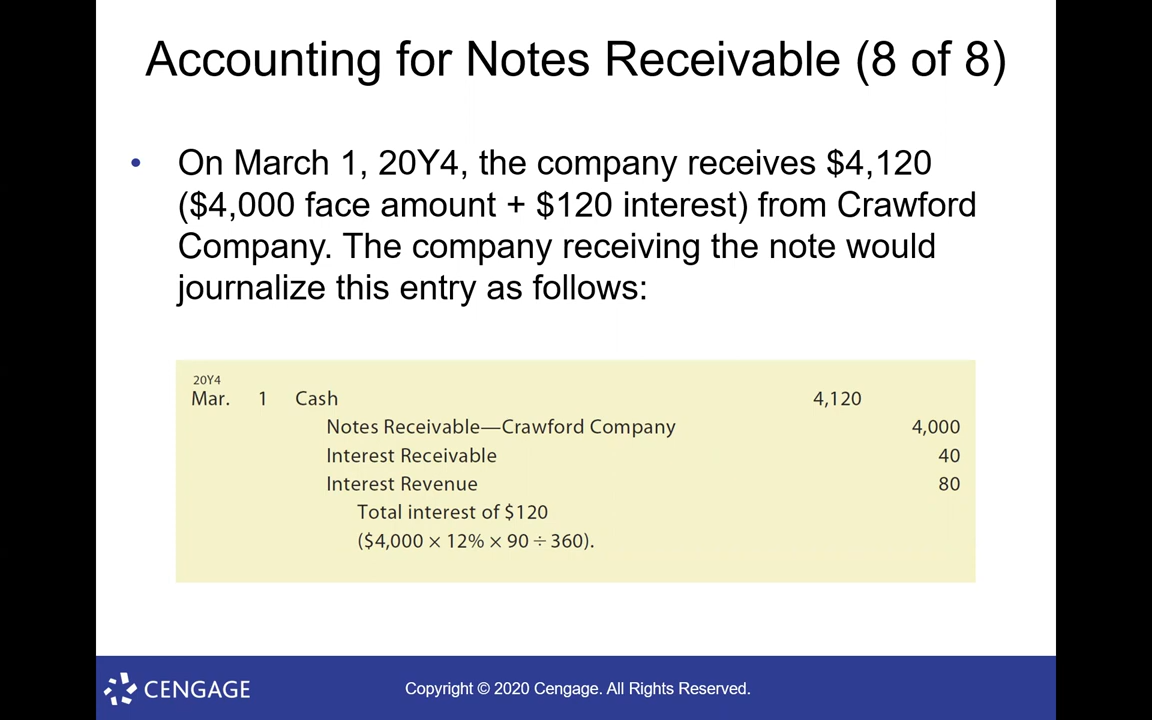 Accounting for Notes Receivable (8 of 8)
• On March 1, 20Y4, the company receives $4,120
($4,000 face amount + $120 interest) from Crawford
Company. The company receiving the note would
journalize this entry as follows:
20Y4
Mar. 1 Cash 4,120
Notes Receivable—Crawford Company 4,000
Interest Receivable 40
Interest Revenue 80
Total interest of $120
($4,000 × 12% × 90 ÷ 360).
CENGAGE Copyright © 2020 Cengage. All Rights Reserved.